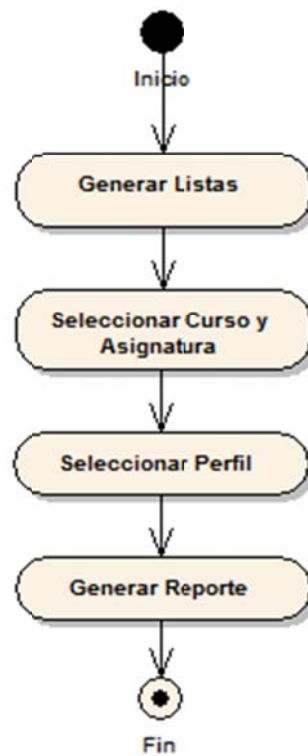 Inicio
Generar Listas
Seleccionar Curso y
Asignatura
Seleccionar Perfil
Generar Reporte
Fin